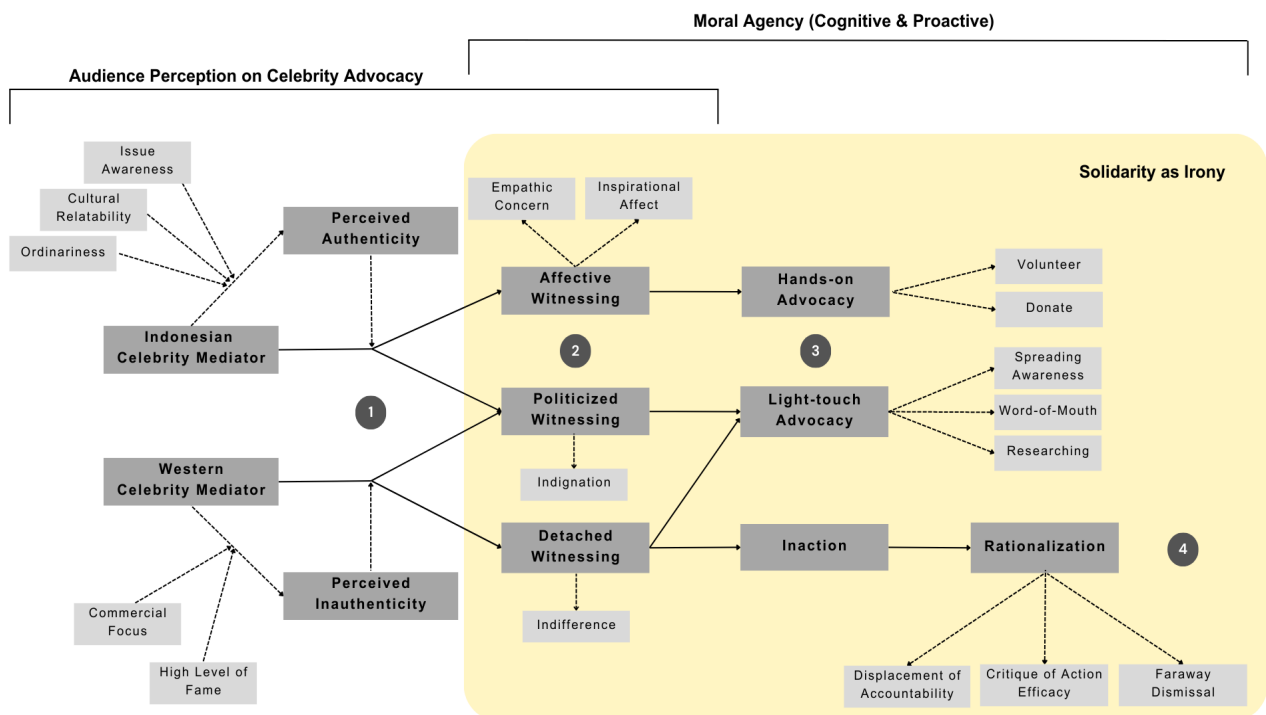 Moral Agency (Cognitive & Proactive)
Audience Perception on Celebrity Advocacy
Solidarity as Irony
Issue
Awareness
Cultural
Relatability
Ordinariness
Perceived
Authenticity
Indonesian
Celebrity Mediator
1
Western
Celebrity Mediator
Perceived
Inauthenticity
Commercial
Focus
High Level of
Fame
Empathic
Concern
Inspirational
Affect
Affective
Witnessing
2
Politicized
Witnessing
Indignation
Detached
Witnessing
Indifference
Hands-on
Advocacy
3
Light-touch
Advocacy
Inaction
Volunteer
Donate
Spreading
Awareness
Word-of-Mouth
Researching
Rationalization
4
Displacement of
Accountability
Critique of Action
Efficacy
Faraway
Dismissal